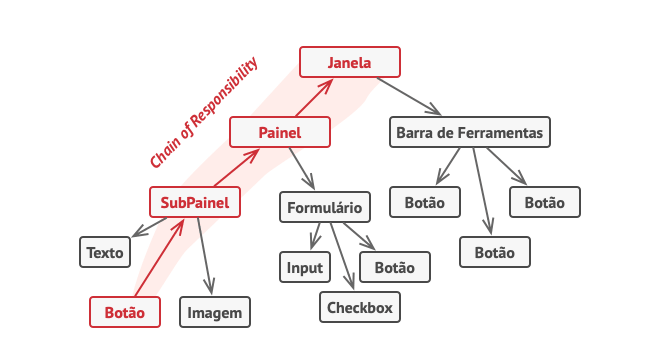 Janela
Chain of Responsibility
Painel
Barra de Ferramentas
SubPainel
Formulário
Botão
Botão
Texto
Input
Botão
Botão
Botão
Imagem
Checkbox